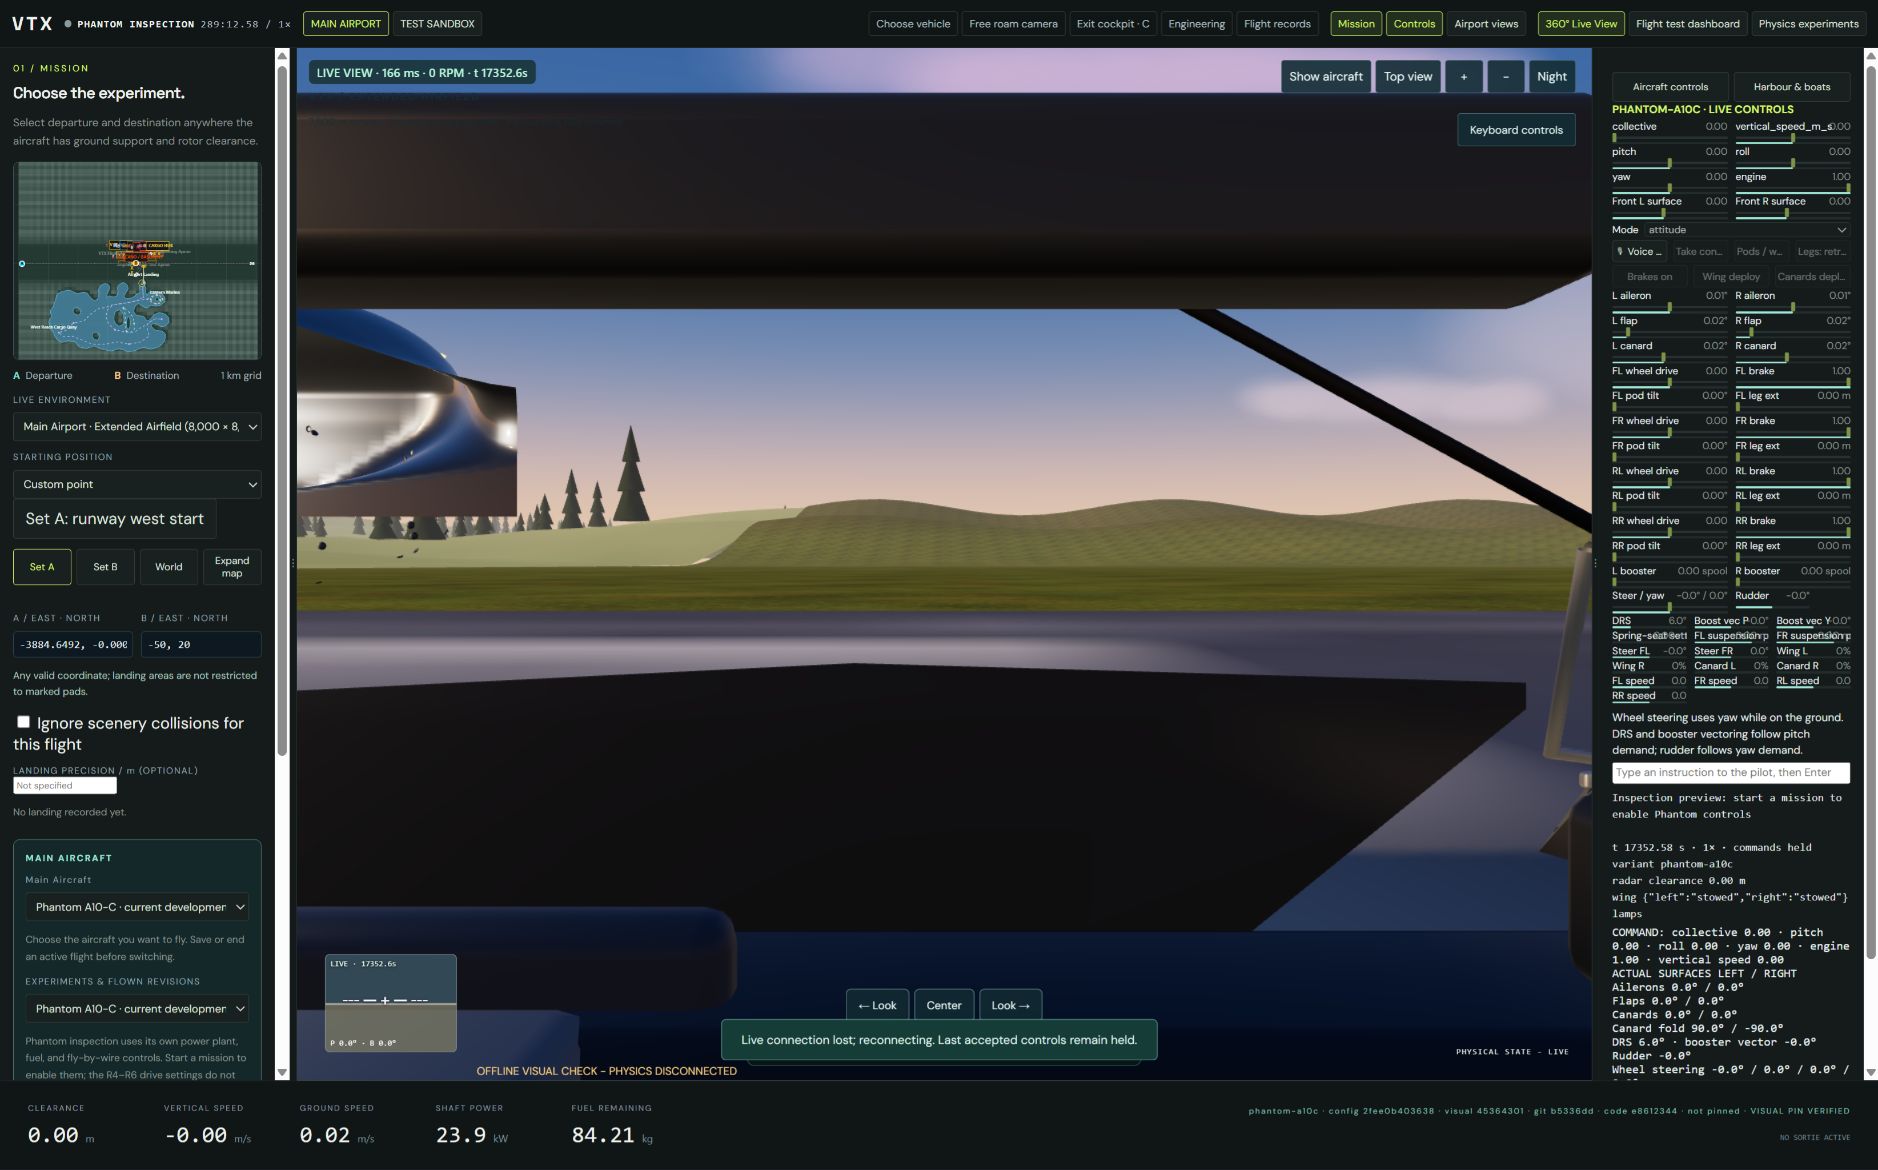 VTX PHANTOM INSPECTION 289:12.58 / 1× MAIN AIRPORT TEST SANDBOX Choose vehicle Free roam camera Exit cockpit · C Engineering Flight records Mission Controls Airport views 360° Live View Flight test dashboard Physics experiments
01 / MISSION
Choose the experiment.
Select departure and destination anywhere the
aircraft has ground support and rotor clearance.
CARGO HUB
West Reach Cargo Quay
A Departure B Destination 1 km grid
LIVE ENVIRONMENT
Main Airport · Extended Airfield (8,000 × 8,
STARTING POSITION
Custom point
Set A: runway west start
Set A Set B World Expand map
A / EAST · NORTH B / EAST · NORTH
-3884.6492, -0.000 -50, 20
Any valid coordinate; landing areas are not restricted
to marked pads.
Ignore scenery collisions for
this flight
LANDING PRECISION / m (OPTIONAL)
Not specified
No landing recorded yet.
MAIN AIRCRAFT
Main Aircraft
Phantom A10-C · current developmer
Choose the aircraft you want to fly. Save or end
an active flight before switching.
EXPERIMENTS & FLOWN REVISIONS
Phantom A10-C · current developmer
Phantom inspection uses its own power plant,
fuel, and fly-by-wire controls. Start a mission to
enable them; the R4–R6 drive settings do not
LIVE VIEW · 166 ms · 0 RPM · t 17352.6s
Show aircraft Top view + − Night
Keyboard controls
LIVE · 17352.6s
P 0.0° · B 0.0°
← Look Center Look →
Live connection lost; reconnecting. Last accepted controls remain held.
PHYSICAL STATE - LIVE
OFFLINE VISUAL CHECK - PHYSICS DISCONNECTED
Aircraft controls Harbour & boats
PHANTOM-A10C · LIVE CONTROLS
collective 0.00 vertical_speed_m_s 0.00
pitch 0.00 roll 0.00
yaw 0.00 engine 1.00
Front L surface 0.00 Front R surface 0.00
Mode attitude
Voice ... Take con... Pods / w... Legs: retr...
Brakes on Wing deploy Canards depl...
L aileron 0.01° R aileron 0.01°
L flap 0.02° R flap 0.02°
L canard 0.02° R canard 0.02°
FL wheel drive 0.00 FL brake 1.00
FL pod tilt 0.00° FL leg ext 0.00 m
FR wheel drive 0.00 FR brake 1.00
FR pod tilt 0.00° FR leg ext 0.00 m
RL wheel drive 0.00 RL brake 1.00
RL pod tilt 0.00° RL leg ext 0.00 m
RR wheel drive 0.00 RR brake 1.00
RR pod tilt 0.00° RR leg ext 0.00 m
L booster 0.00 spool R booster 0.00 spool
Steer / yaw -0.0° / 0.0° Rudder -0.0°
DRS 6.0° Boost vec P -0.0° Boost vec Y -0.0°
FL suspension FR suspension
Steer FL -0.0° Steer FR 0.0° Wing L 0%
Wing R 0% Canard L 0% Canard R 0%
FL speed 0.0 FR speed 0.0 RL speed 0.0
RR speed 0.0
Wheel steering uses yaw while on the ground.
DRS and booster vectoring follow pitch
demand; rudder follows yaw demand.
Type an instruction to the pilot, then Enter
Inspection preview: start a mission to
enable Phantom controls
t 17352.58 s · 1× · commands held
variant phantom-a10c
radar clearance 0.00 m
wing {"left":"stowed","right":"stowed"}
lamps
COMMAND: collective 0.00 · pitch
0.00 · roll 0.00 · yaw 0.00 · engine
1.00 · vertical speed 0.00
ACTUAL SURFACES LEFT / RIGHT
Ailerons 0.0° / 0.0°
Flaps 0.0° / 0.0°
Canards 0.0° / 0.0°
Canard fold 90.0° / -90.0°
DRS 6.0° · booster vector -0.0°
Rudder -0.0°
Wheel steering -0.0° / 0.0° / 0.0° /
CLEARANCE VERTICAL SPEED GROUND SPEED SHAFT POWER FUEL REMAINING
0.00 m -0.00 m/s 0.02 m/s 23.9 kW 84.21 kg
phantom-a10c · config 2fee0b403638 · visual 45364301 · git b5336dd · code e8612344 · not pinned · VISUAL PIN VERIFIED
NO SORTIE ACTIVE